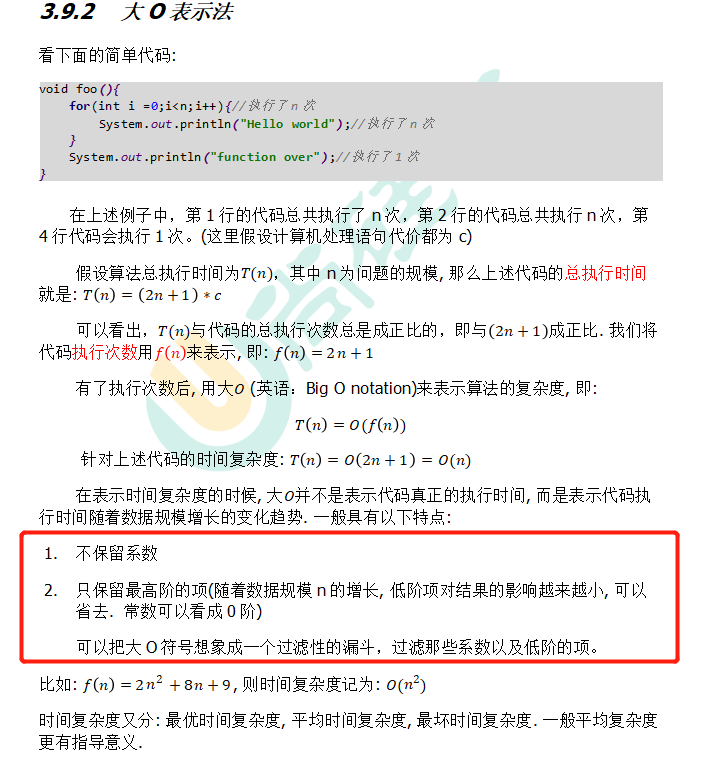 3.9.2 大 O 表示法
看下面的简单代码:
void foo(){
for(int i =0;i<n;i++){//执行了 n 次
System.out.println("Hello world");//执行了 n 次
}
System.out.println("function over");//执行了 1 次
}
在上述例子中，第 1 行的代码总共执行了 n 次，第 2 行的代码总共执行 n 次，第
4 行代码会执行 1 次。(这里假设计算机处理语句代价都为 c)
假设算法总执行时间为T(n)，其中 n 为问题的规模, 那么上述代码的总执行时间
就是: T(n) = (2n + 1) ∗ c
可以看出，T(n)与代码的总执行次数总是成正比的，即与(2n + 1)成正比. 我们将
代码执行次数用f(n)来表示, 即: f(n) = 2n + 1
有了执行次数后, 用大O (英语：Big O notation)来表示算法的复杂度, 即:
T(n) = O(f(n))
针对上述代码的时间复杂度: T(n) = O(2n + 1) = O(n)
在表示时间复杂度的时候, 大O并不是表示代码真正的执行时间, 而是表示代码执
行时间随着数据规模增长的变化趋势. 一般具有以下特点:
1. 不保留系数
2. 只保留最高阶的项(随着数据规模 n 的增长, 低阶项对结果的影响越来越小, 可以
省去. 常数可以看成 0 阶)
可以把大 O 符号想象成一个过滤性的漏斗，过滤那些系数以及低阶的项。
比如: f(n) = 2n² + 8n + 9, 则时间复杂度记为: O(n²)
时间复杂度又分: 最优时间复杂度, 平均时间复杂度, 最坏时间复杂度. 一般平均复杂度
更有指导意义.